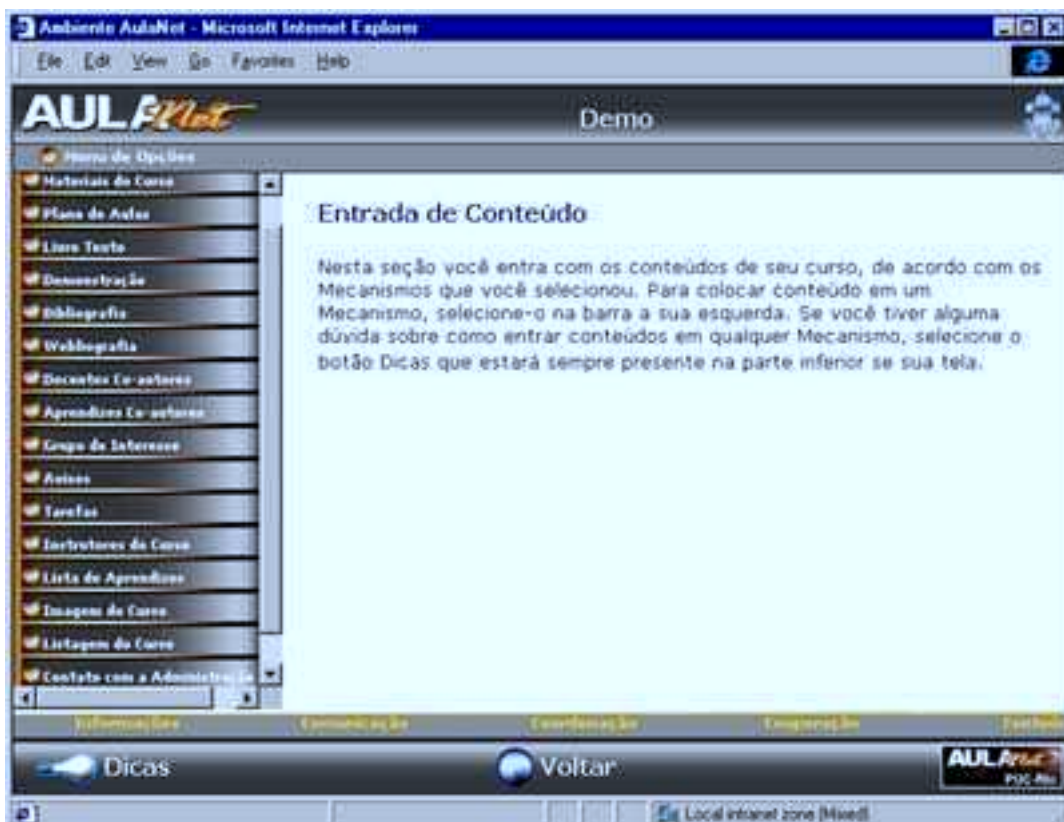 Ambiente AulaNet - Microsoft Internet Explorer
File Edit View Go Favorites Help
AULANet
Demo
Menu de Opções
Materiais do Curso
Plano de Aulas
Livro Texto
Demonstração
Bibliografia
Webliografia
Docentes Co-autores
Aprendizes Co-autores
Grupo de Interesse
Avisos
Tarefas
Instrutores do Curso
Lista de Aprendizes
Imagem do Curso
Listagem do Curso
Contato com a Administração
Entrada de Conteúdo
Nesta seção você entra com os conteúdos de seu curso, de acordo com os
Mecanismos que você selecionou. Para colocar conteúdo em um
Mecanismo, selecione-o na barra a sua esquerda. Se você tiver alguma
dúvida sobre como entrar conteúdos em qualquer Mecanismo, selecione o
botão Dicas que estará sempre presente na parte inferior se sua tela.
Informações Comunicação Coordenação Cooperação
Dicas
Voltar
AULANet
PUC-Rio
Local intranet zone (Mixed)